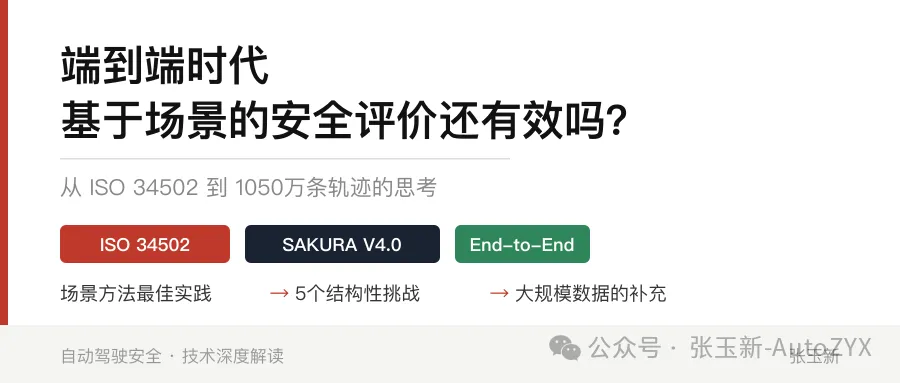 端到端时代
基于场景的安全评价还有效吗?
从 ISO 34502 到 1050万条轨迹的思考
ISO 34502 SAKURA V4.0 End-to-End
场景方法最佳实践 → 5个结构性挑战 → 大规模数据的补充
自动驾驶安全 · 技术深度解读 张玉新
公众号 · 张玉新-AutoZYX